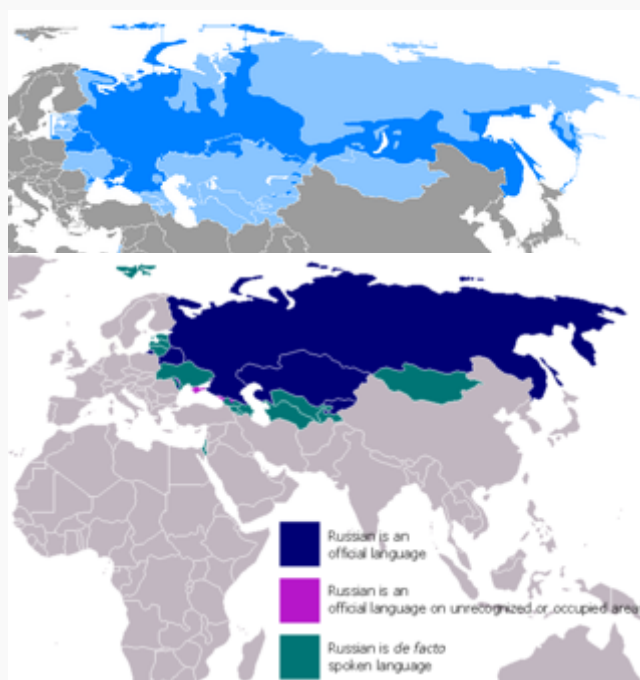 Russian is an
official language
Russian is an
official language on unrecognized or occupied area
Russian is de facto
spoken language